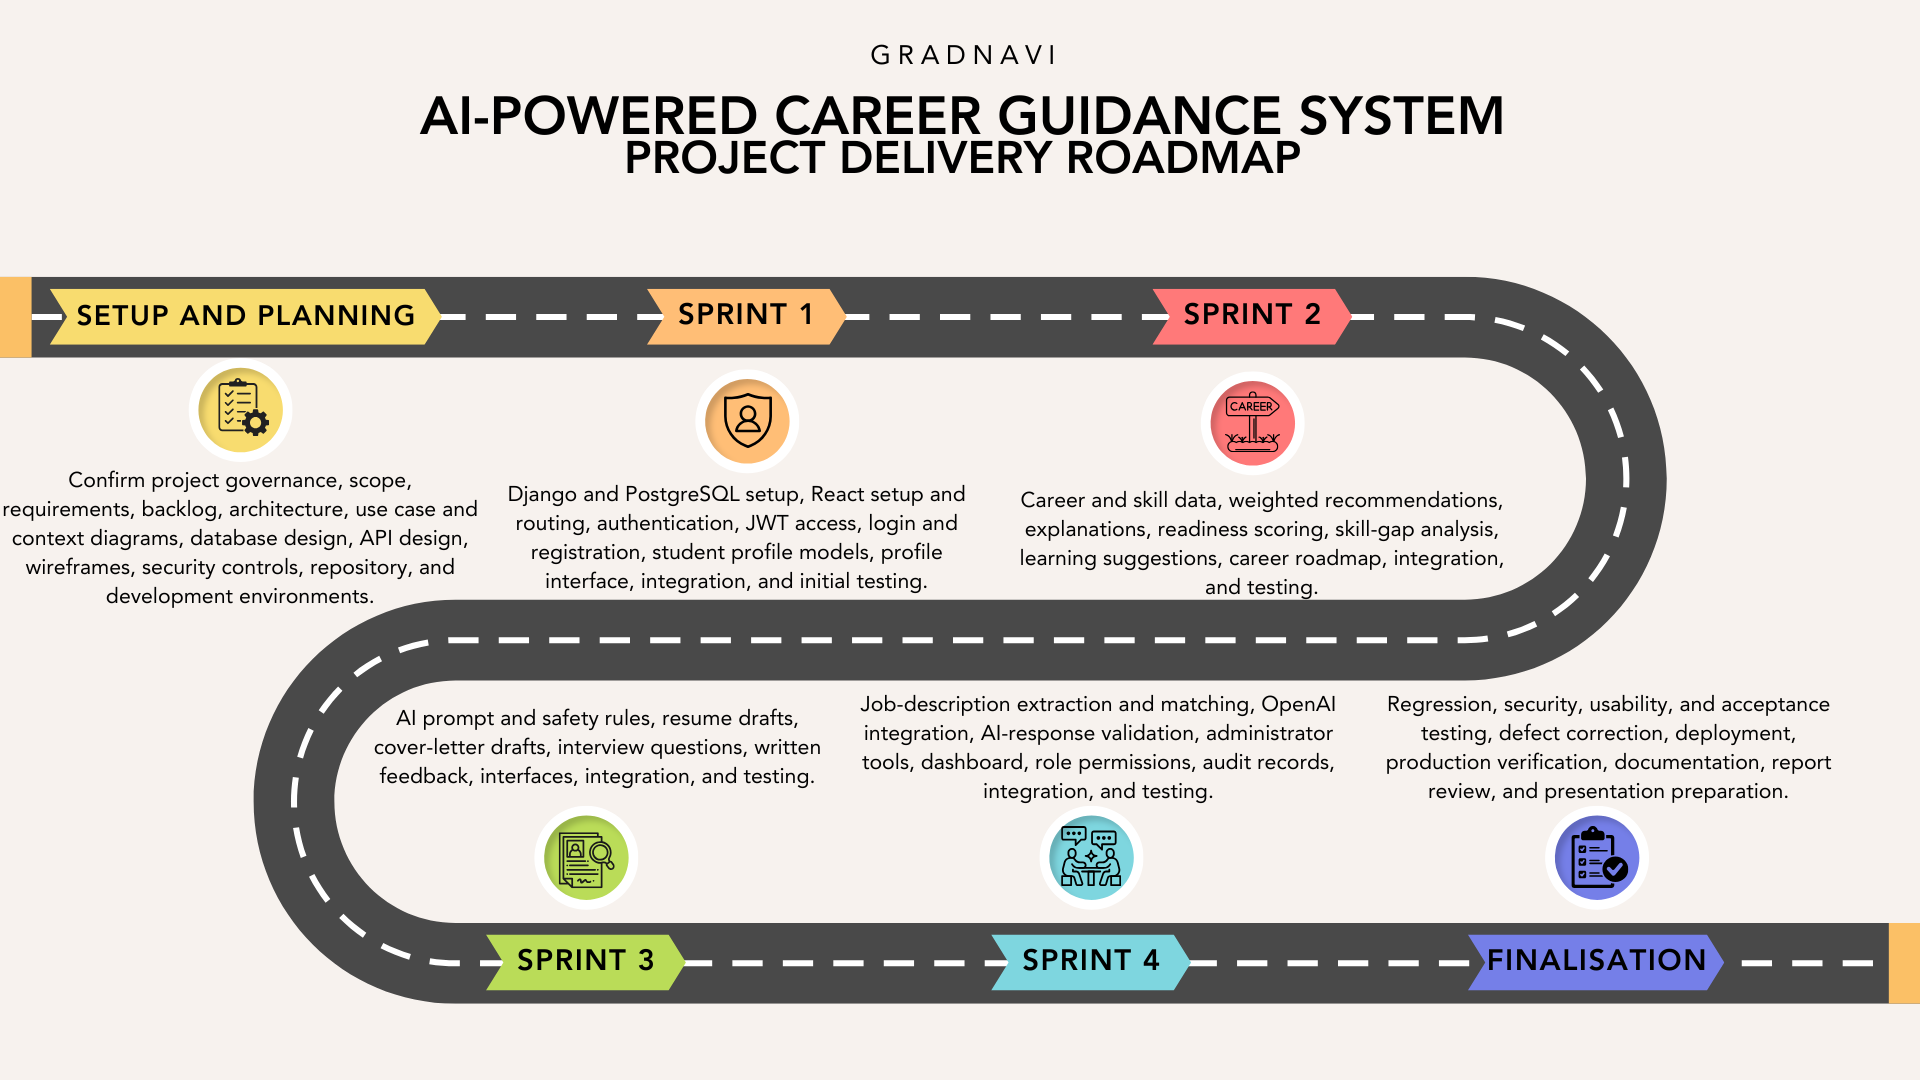 GRADNAVI
AI-POWERED CAREER GUIDANCE SYSTEM
PROJECT DELIVERY ROADMAP
SETUP AND PLANNING
SPRINT 1
SPRINT 2
CAREER
Confirm project governance, scope,
requirements, backlog, architecture, use case and
context diagrams, database design, API design,
wireframes, security controls, repository, and
development environments.
Django and PostgreSQL setup, React setup and
routing, authentication, JWT access, login and
registration, student profile models, profile
interface, integration, and initial testing.
Career and skill data, weighted recommendations,
explanations, readiness scoring, skill-gap analysis,
learning suggestions, career roadmap, integration,
and testing.
AI prompt and safety rules, resume drafts,
cover-letter drafts, interview questions, written
feedback, interfaces, integration, and testing.
Job-description extraction and matching, OpenAI
integration, AI-response validation, administrator
tools, dashboard, role permissions, audit records,
integration, and testing.
Regression, security, usability, and acceptance
testing, defect correction, deployment,
production verification, documentation, report
review, and presentation preparation.
SPRINT 3
SPRINT 4
FINALISATION